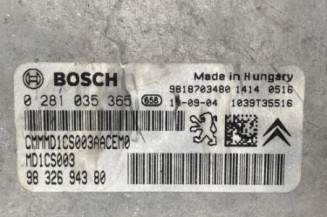 BOSCH
Made in Hungary
9818703480 1414 0516
0 281 035 365 658
09-04 1039T35516
CMMMD1CS003AACEM0
MD1CS003
98 326 943 80